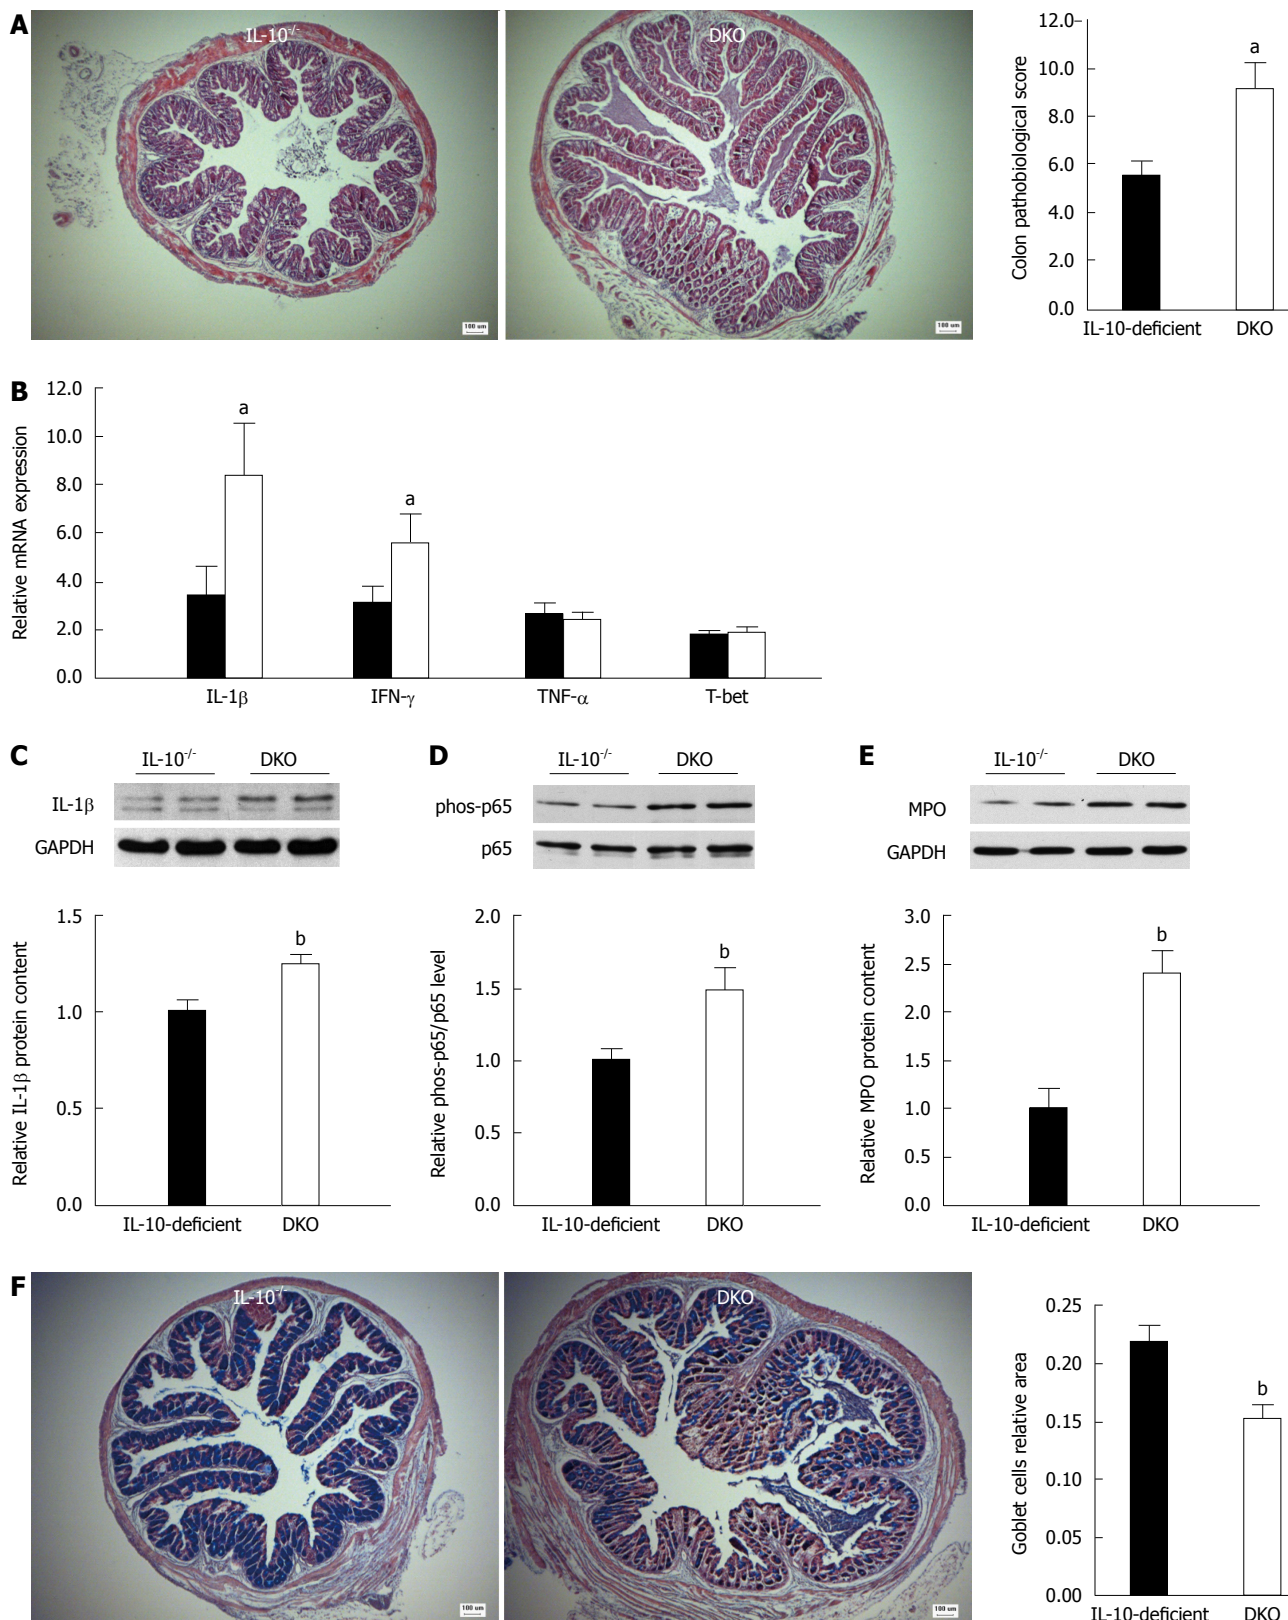 A
IL-10-/-
DKO
100 um
100 um
Colon pathobiological score
12.0
10.0
8.0
6.0
4.0
2.0
0.0
a
IL-10-deficient
DKO
B
Relative mRNA expression
12.0
10.0
8.0
6.0
4.0
2.0
0.0
a
a
IL-1β
IFN-γ
TNF-α
T-bet
C
IL-10-/-
DKO
IL-1β
GAPDH
Relative IL-1β protein content
1.5
1.0
0.5
0.0
b
IL-10-deficient
DKO
D
IL-10-/-
DKO
phos-p65
p65
Relative phos-p65/p65 level
2.0
1.5
1.0
0.5
0.0
b
IL-10-deficient
DKO
E
IL-10-/-
DKO
MPO
GAPDH
Relative MPO protein content
3.0
2.5
2.0
1.5
1.0
0.5
0.0
b
IL-10-deficient
DKO
F
IL-10-/-
DKO
100 um
100 um
Goblet cells relative area
0.25
0.20
0.15
0.10
0.05
0.00
b
IL-10-deficient
DKO